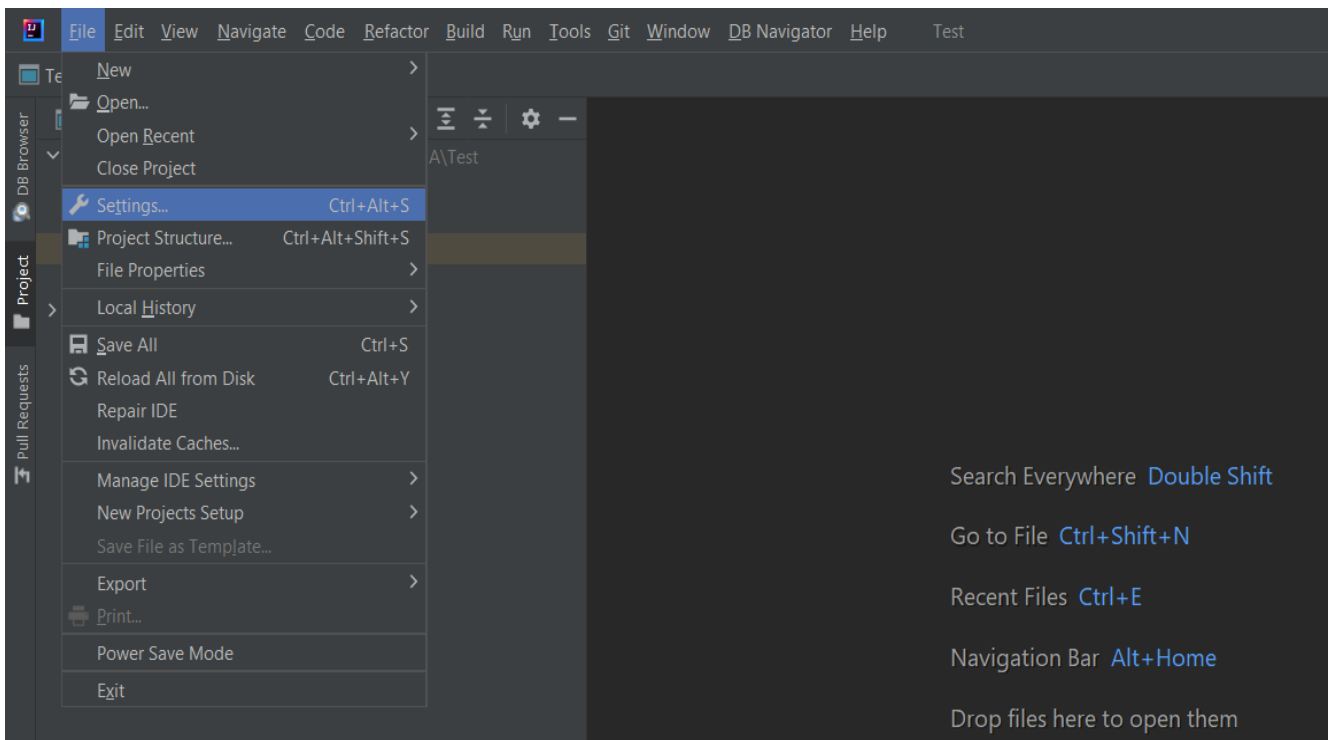 File Edit View Navigate Code Refactor Build Run Tools Git Window DB Navigator Help Test
Te
New
Open...
Open Recent
Close Project
Settings... Ctrl+Alt+S
Project Structure... Ctrl+Alt+Shift+S
File Properties
Local History
Save All Ctrl+S
Reload All from Disk Ctrl+Alt+Y
Repair IDE
Invalidate Caches...
Manage IDE Settings
New Projects Setup
Save File as Template...
Export
Print...
Power Save Mode
Exit
A\Test
DB Browser
Project
Pull Requests
Search Everywhere Double Shift
Go to File Ctrl+Shift+N
Recent Files Ctrl+E
Navigation Bar Alt+Home
Drop files here to open them